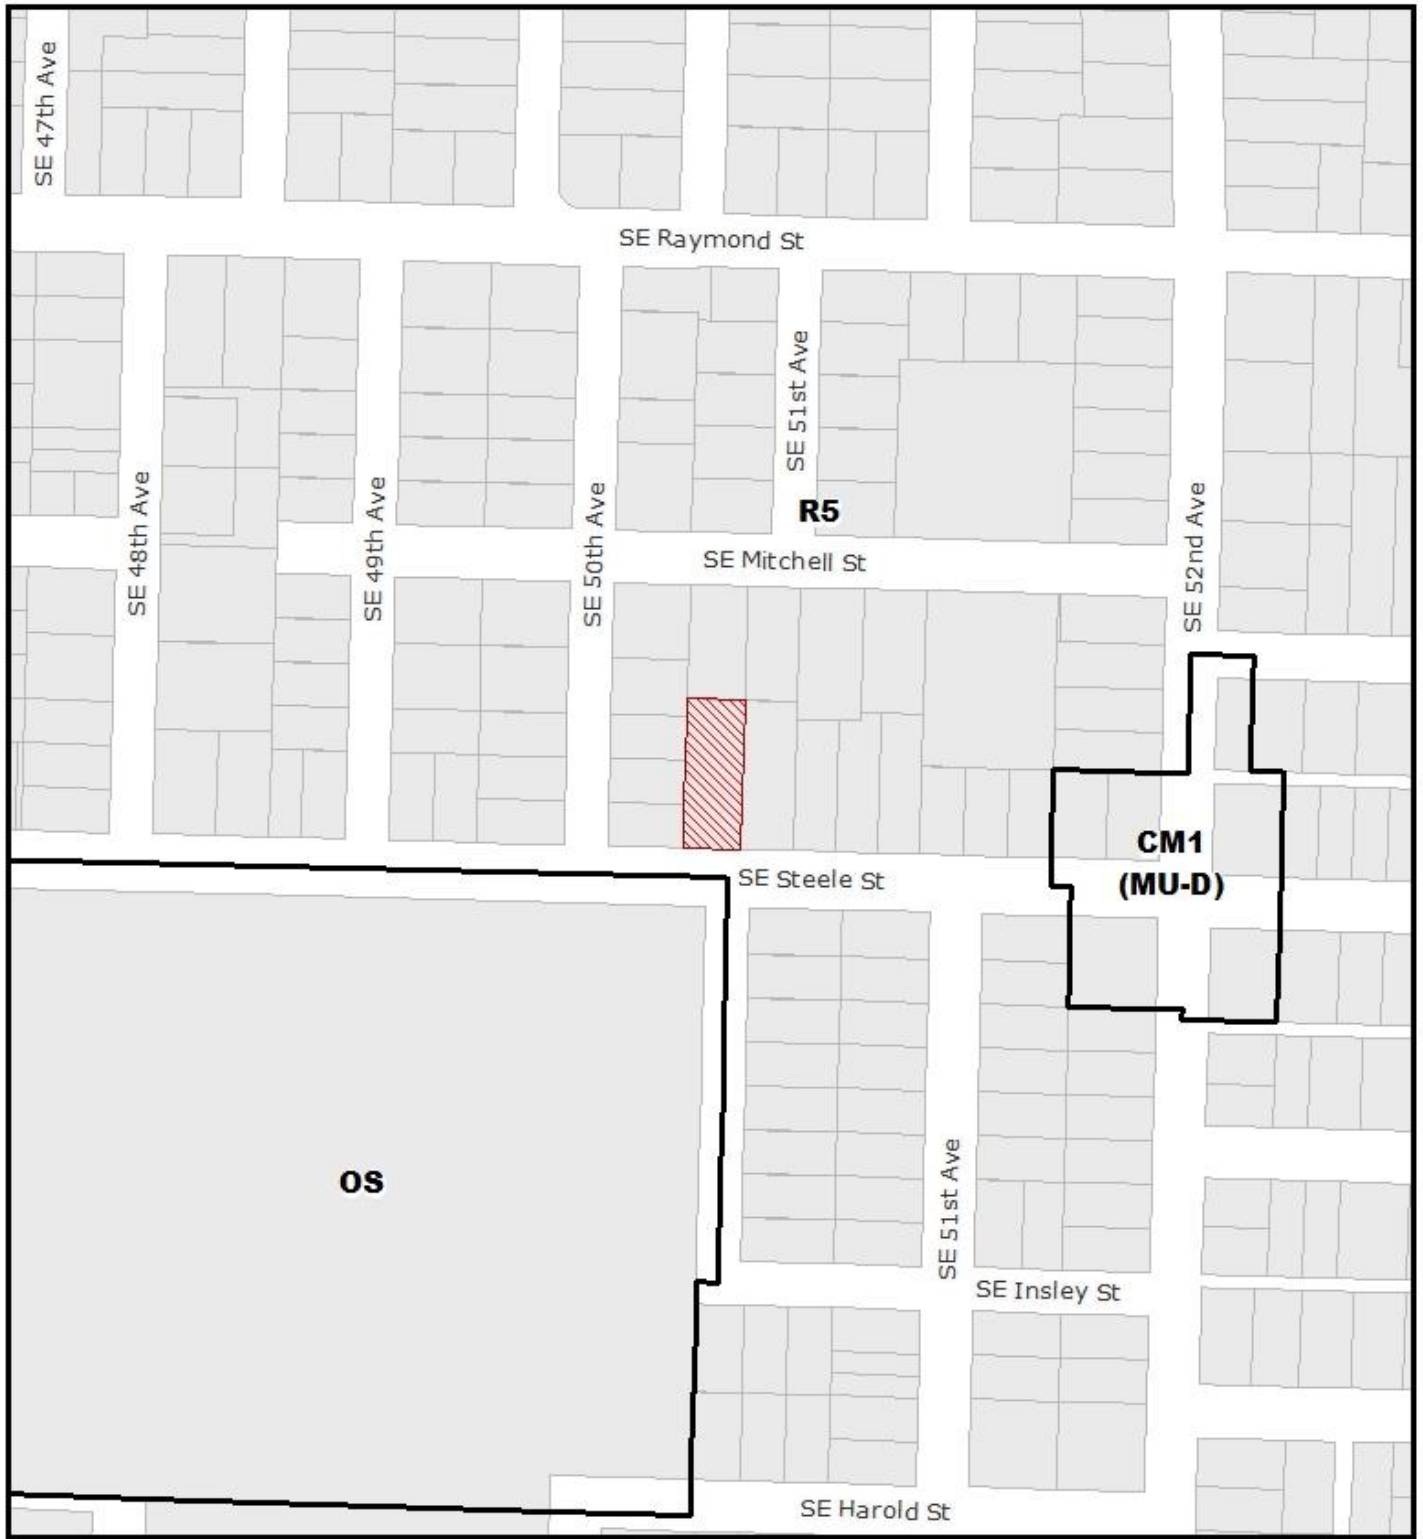 SE 47th Ave
SE Raymond St
SE 51st Ave
SE 48th Ave
SE 49th Ave
SE 50th Ave
R5
SE 52nd Ave
SE Mitchell St
CM1
(MU-D)
SE Steele St
OS
SE 51st Ave
SE Insley St
SE Harold St